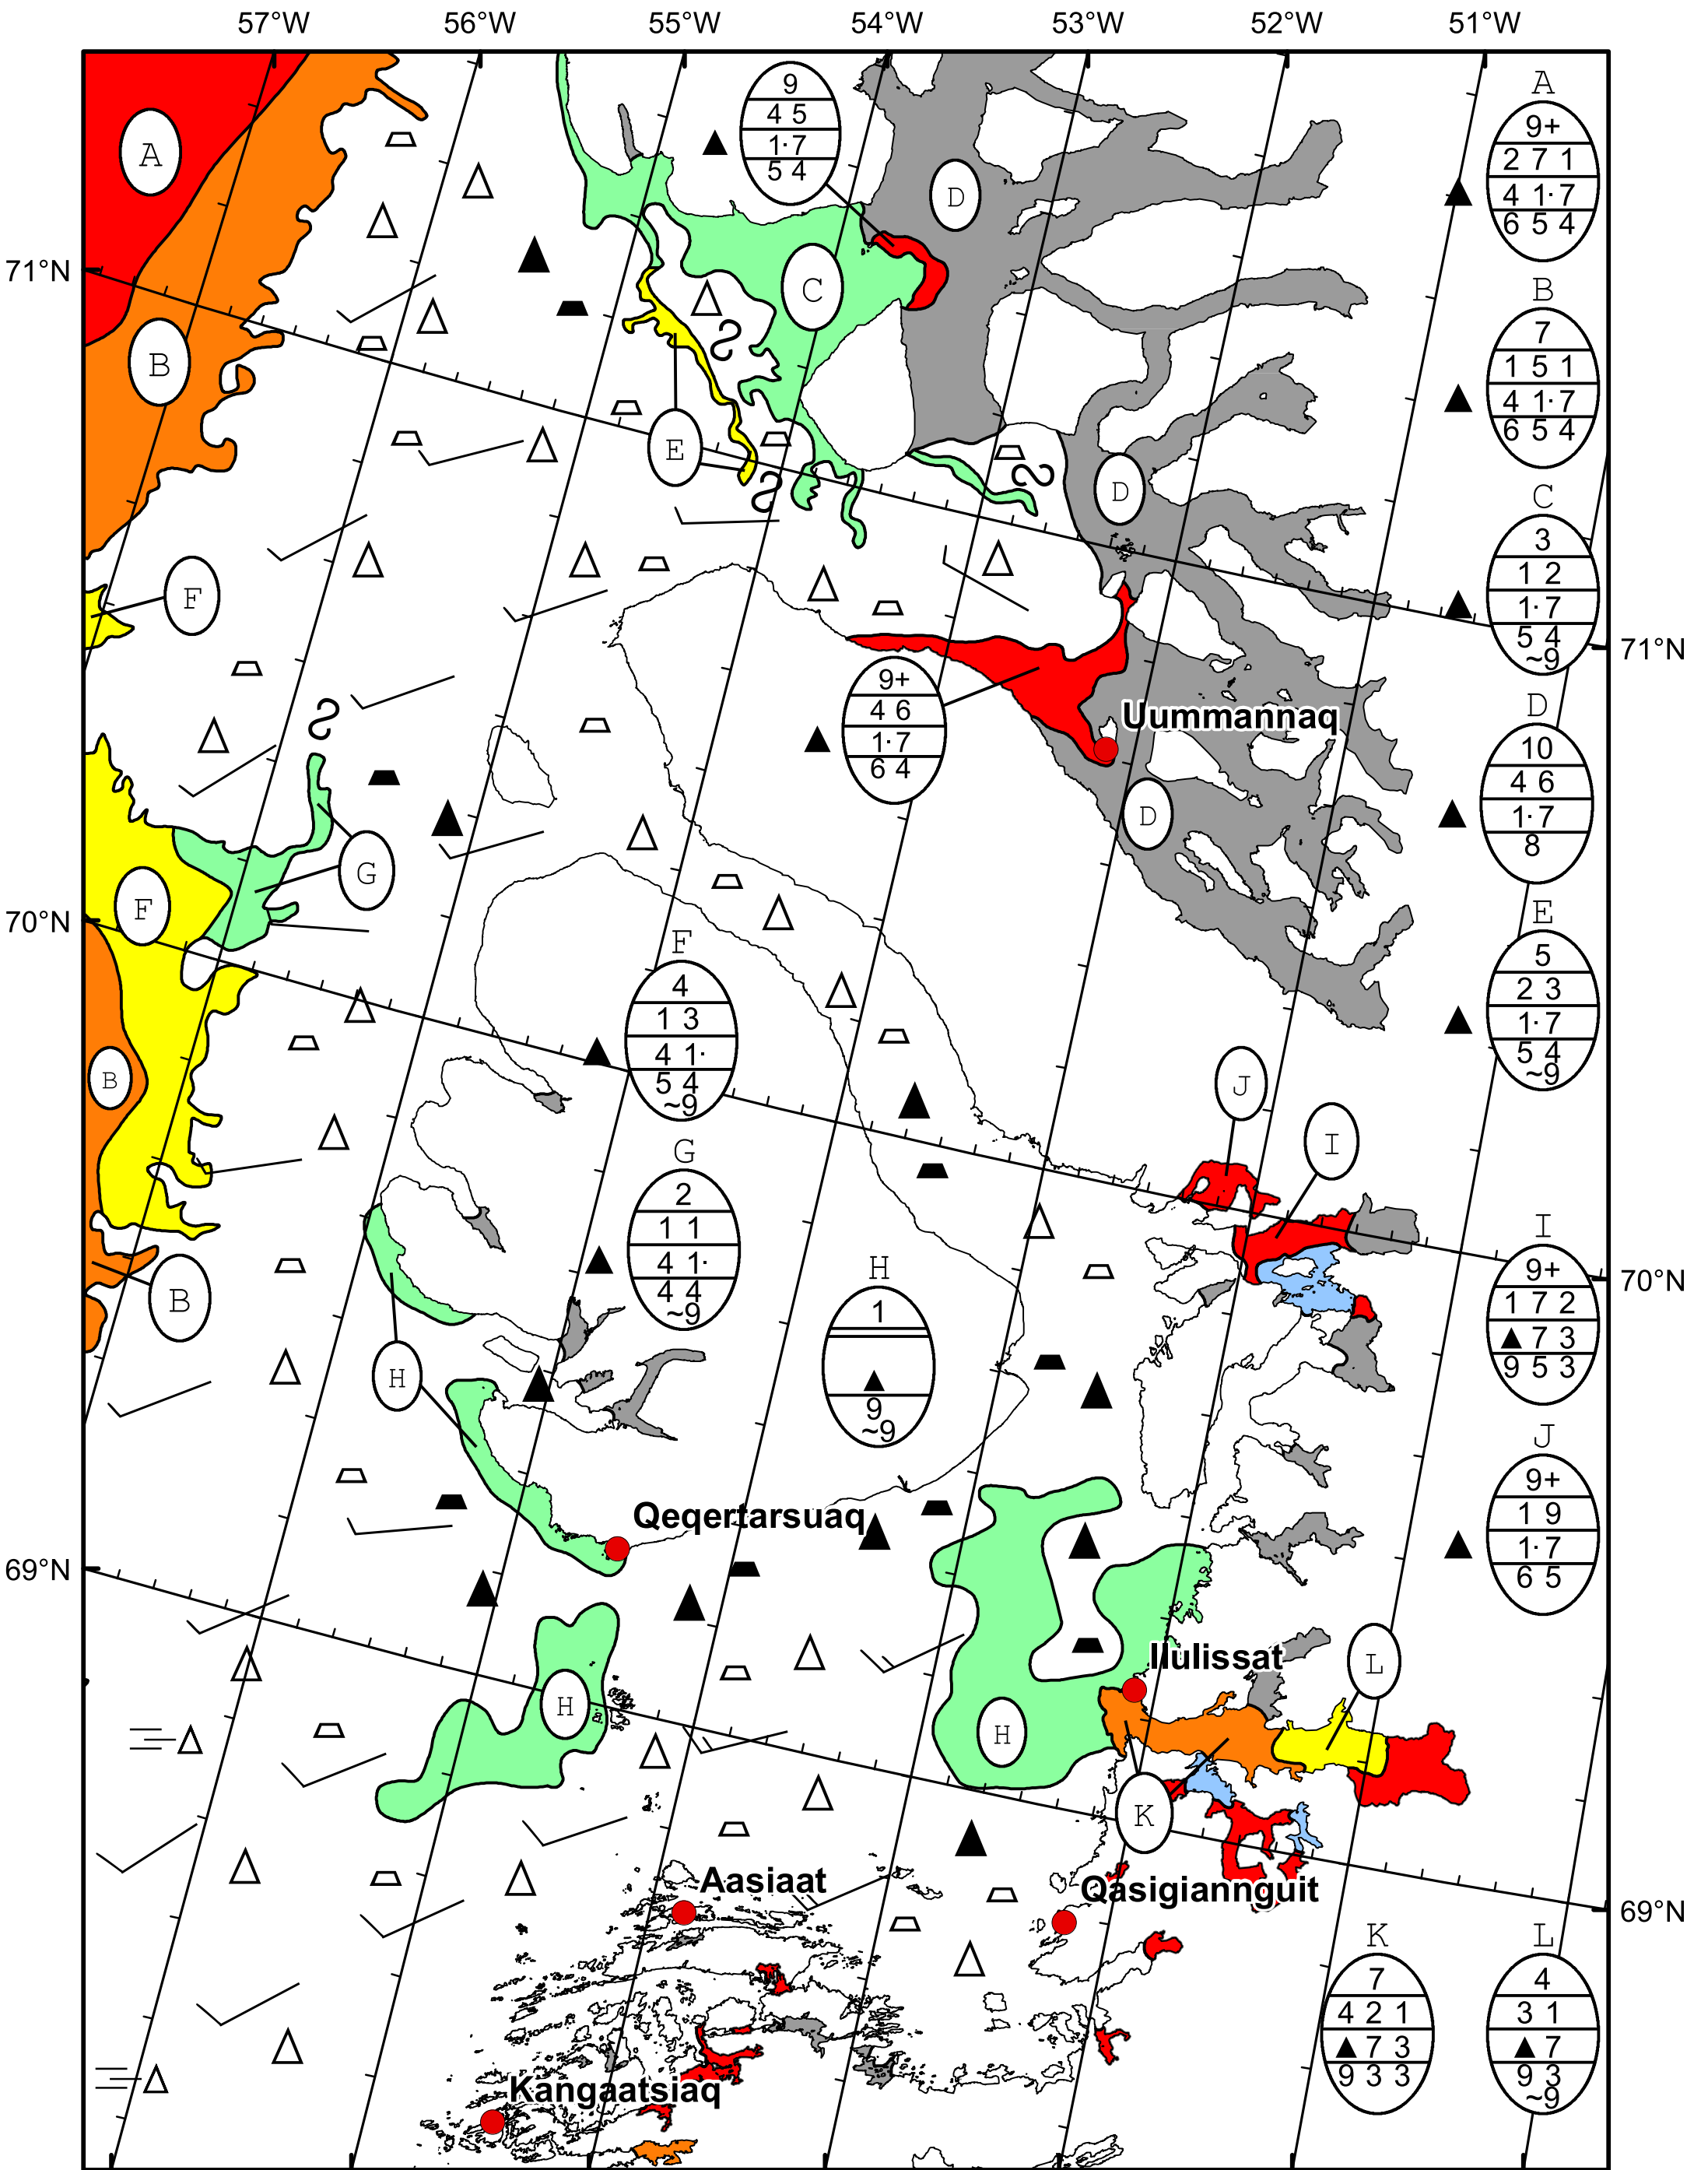 57°W 56°W 55°W 54°W 53°W 52°W 51°W
9
4 5
1·7
5 4
A
9+
2 7 1
4 1·7
6 5 4
A
D
71°N
C
B
7
1 5 1
4 1·7
6 5 4
B
E
D
C
3
1 2
1·7
5 4
~9
F
71°N
9+
4 6
1·7
6 4
Uummannaq
D
10
4 6
1·7
8
D
G
F
70°N
F
4
1 3
4 1·
5 4
~9
E
5
2 3
1·7
5 4
~9
B
J
I
G
2
1 1
4 1·
4 4
~9
B
H
1
9
~9
I
9+
1 7 2
7 3
9 5 3
70°N
H
J
9+
1 9
1·7
6 5
Qeqertarsuaq
69°N
Ilulissat
L
H
H
K
Aasiaat
Qasigiannguit
69°N
K
7
4 2 1
7 3
9 3 3
L
4
3 1
7
9 3
~9
Kangaatsiaq